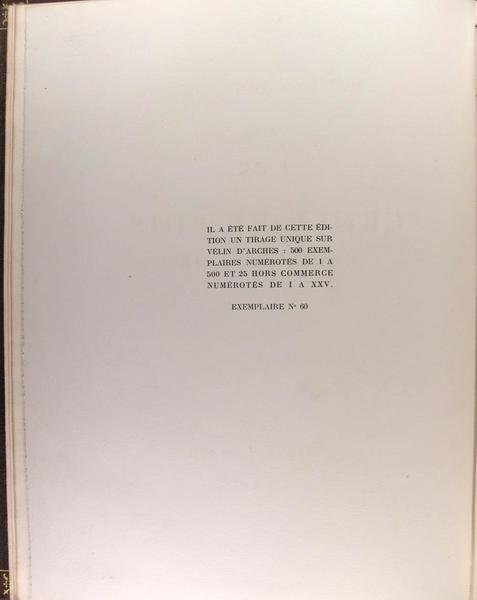 IL A ÉTÉ FAIT DE CETTE ÉDI-
TION UN TIRAGE UNIQUE SUR
VÉLIN D'ARCHES : 500 EXEM-
PLAIRES NUMÉROTÉS DE 1 A
500 ET 25 HORS COMMERCE
NUMÉROTÉS DE I A XXV.
EXEMPLAIRE Nº 60